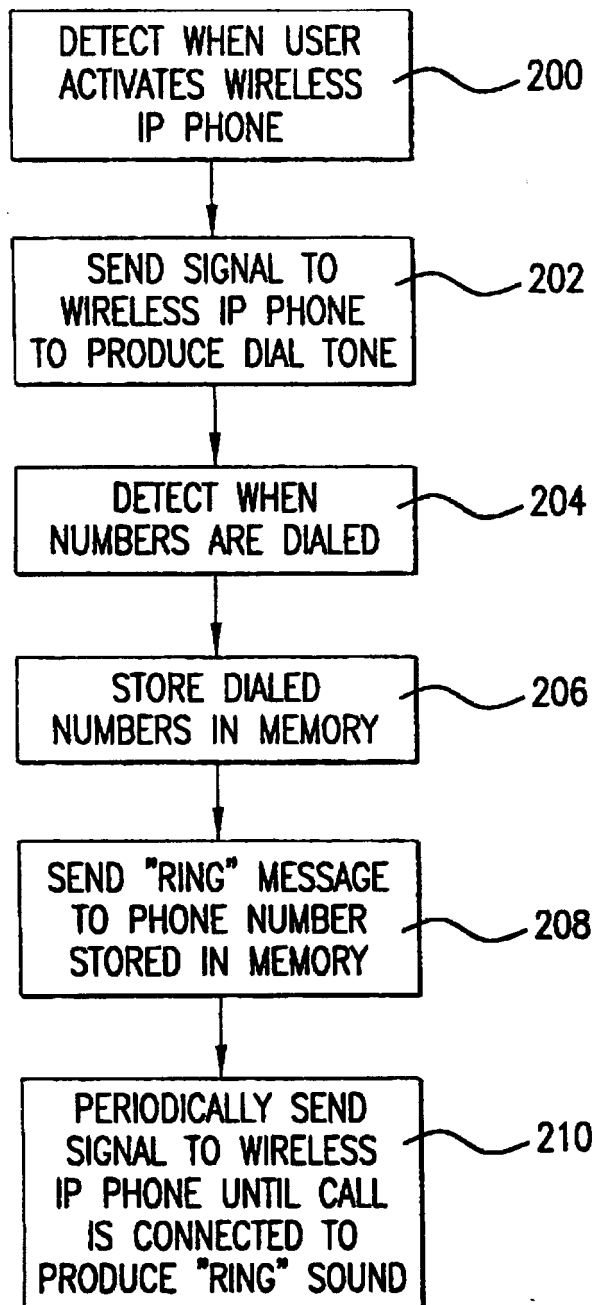 DETECT WHEN USER
ACTIVATES WIRELESS
IP PHONE
200
SEND SIGNAL TO
WIRELESS IP PHONE
TO PRODUCE DIAL TONE
202
DETECT WHEN
NUMBERS ARE DIALED
204
STORE DIALED
NUMBERS IN MEMORY
206
SEND "RING" MESSAGE
TO PHONE NUMBER
STORED IN MEMORY
208
PERIODICALLY SEND
SIGNAL TO WIRELESS
IP PHONE UNTIL CALL
IS CONNECTED TO
PRODUCE "RING" SOUND
210